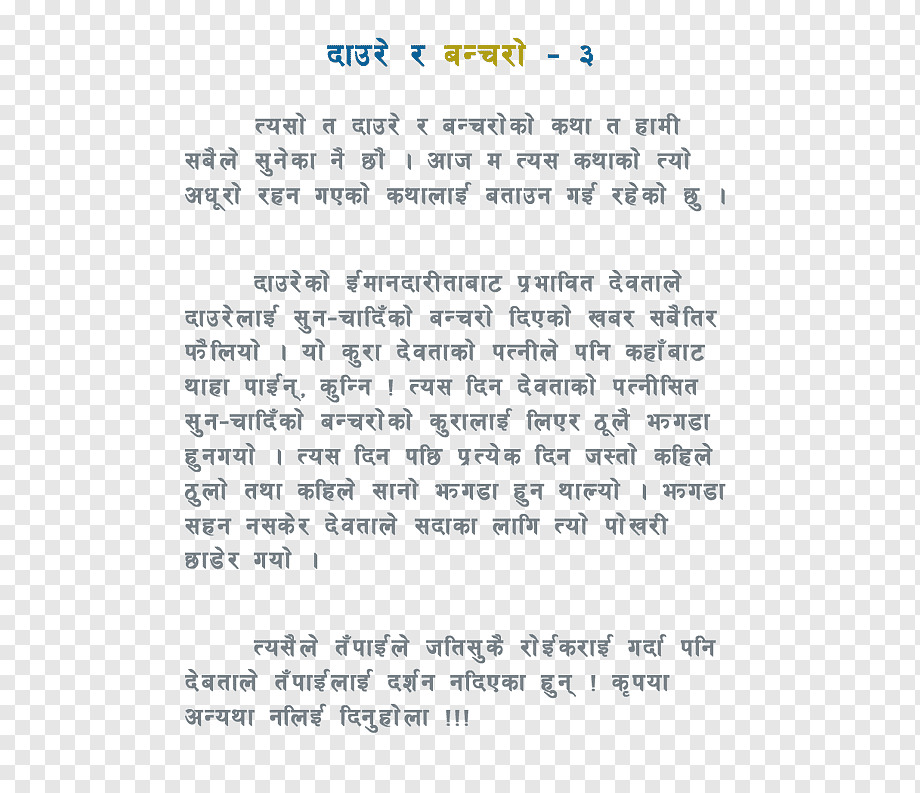 दाउरे र बन्चरो - ३
त्यसो त दाउरे र बन्चरोको कथा त हामी
सबैले सुनेका नै छौ । आज म त्यस कथाको त्यो
अधूरो रहन गएको कथालाई बताउन गई रहेको छु ।
दाउरेको ईमानदारीताबाट प्रभावित देवताले
दाउरेलाई सुन-चादिँको बन्चरो दिएको खबर सबैतिर
फैलियो । यो कुरा देवताको पत्नीले पनि कहाँबाट
थाहा पाईन्, कुन्नि ! त्यस दिन देवताको पत्नीसित
सुन-चादिँको बन्चरोको कुरालाई लिएर ठूलै झगडा
हुनगयो । त्यस दिन पछि प्रत्येक दिन जस्तो कहिले
ठुलो तथा कहिले सानो झगडा हुन थाल्यो । झगडा
सहन नसकेर देवताले सदाका लागि त्यो पोखरी
छाडेर गयो ।
त्यसैले तँपाईले जतिसुकै रोईकराई गर्दा पनि
देबताले तँपाईलाई दर्शन नदिएका हुन् ! कृपया
अन्यथा नलिई दिनुहोला !!!